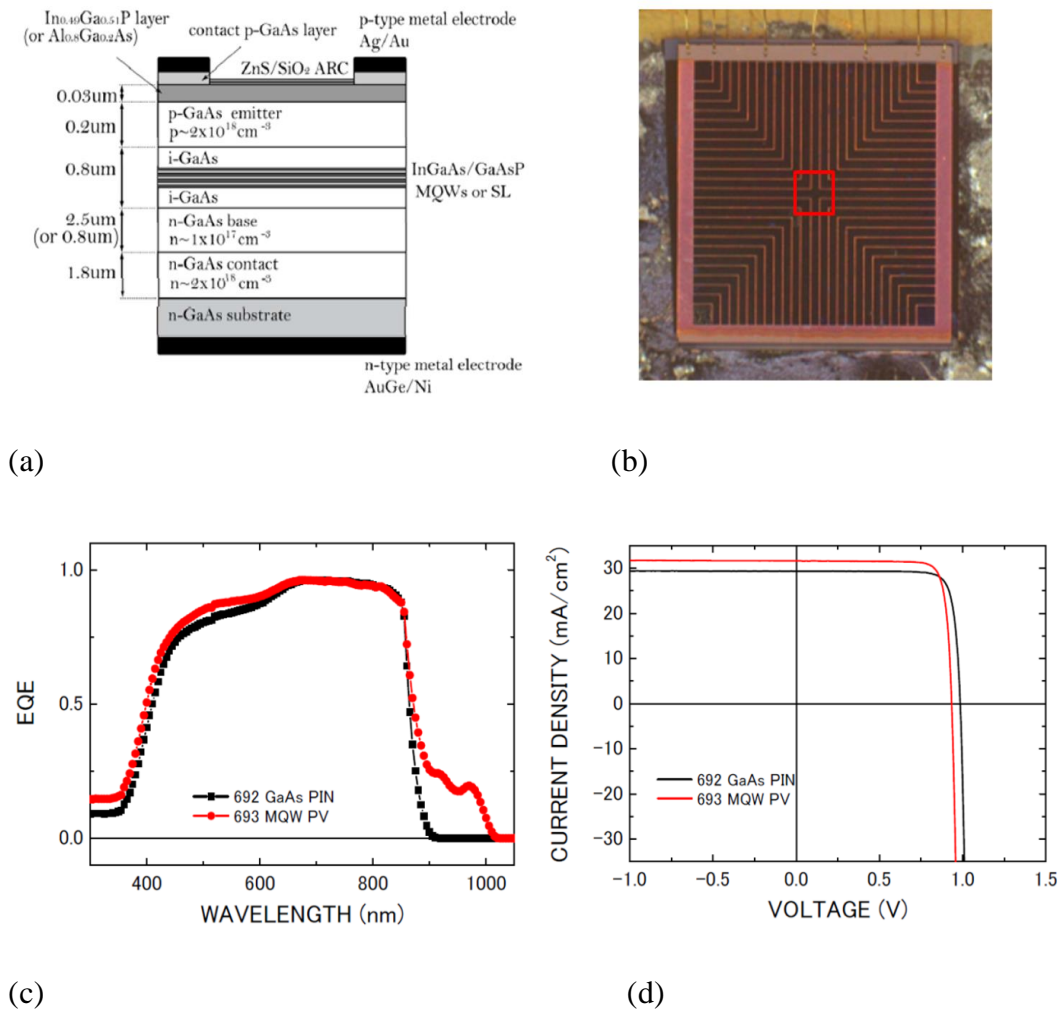 In0.49Ga0.51P layer
(or Al0.8Ga0.2As)
contact p-GaAs layer
p-type metal electrode
Ag/Au
ZnS/SiO2 ARC
0.03um
0.2um
p-GaAs emitter
p~2x10^18cm^-3
0.8um
i-GaAs
InGaAs/GaAsP
MQWs or SL
i-GaAs
2.5um
(or 0.8um)
n-GaAs base
n~1x10^17cm^-3
1.8um
n-GaAs contact
n~2x10^18cm^-3
n-GaAs substrate
n-type metal electrode
AuGe/Ni
(a)
(b)
EQE
1.0
0.5
0.0
692 GaAs PIN
693 MQW PV
400 600 800 1000
WAVELENGTH (nm)
CURRENT DENSITY (mA/cm²)
30
20
10
0
−10
−20
−30
692 GaAs PIN
693 MQW PV
−1.0 −0.5 0.0 0.5 1.0 1.5
VOLTAGE (V)
(c)
(d)